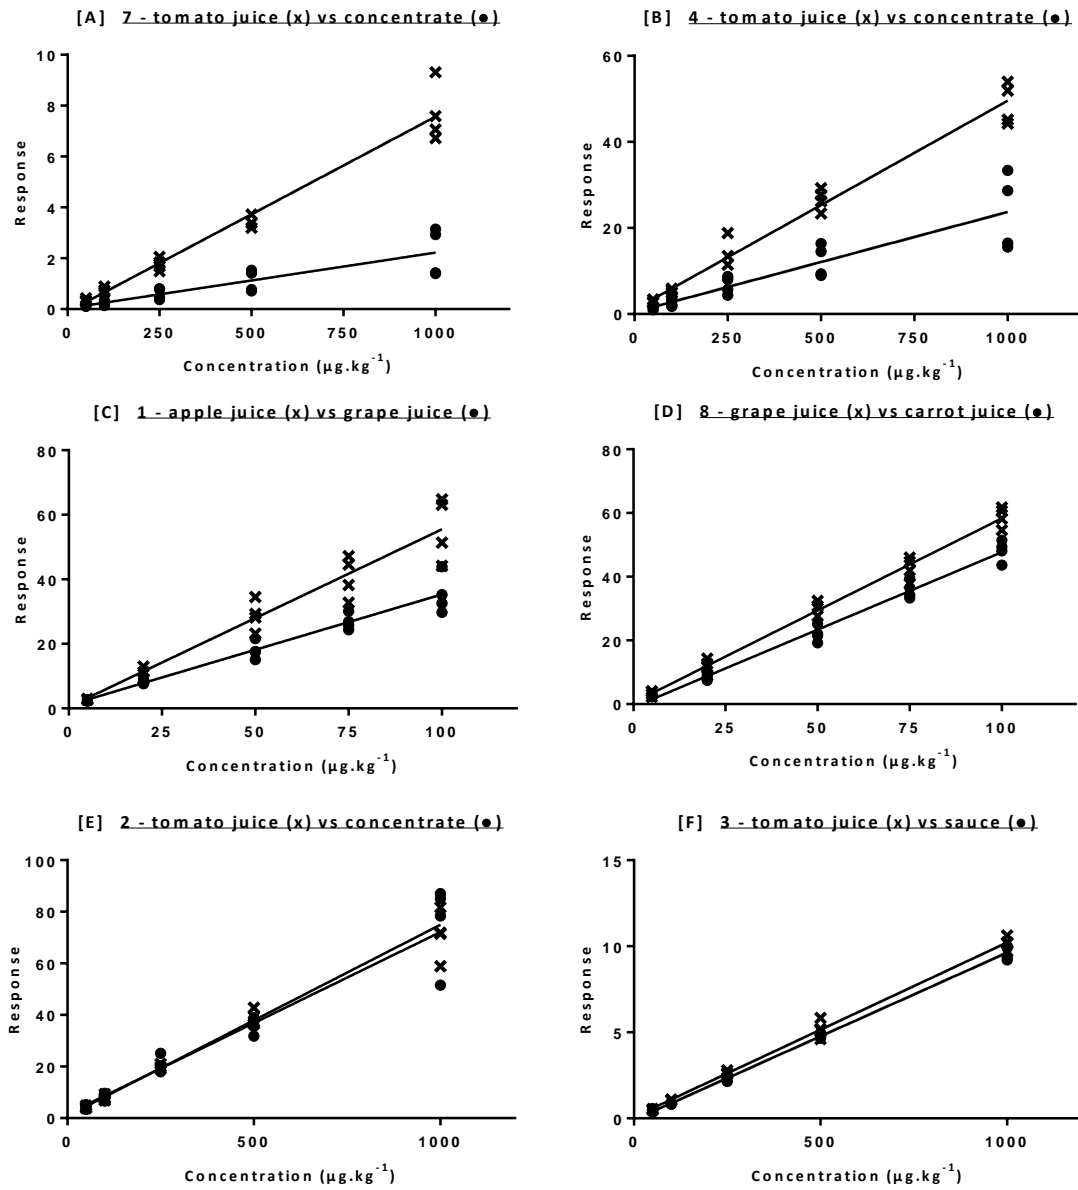 [A] 7 - tomato juice (x) vs concentrate (●)
[B] 4 - tomato juice (x) vs concentrate (●)
10
8
6
4
2
0
Response
0 250 500 750 1000
Concentration (µg.kg⁻¹)
60
40
20
0
Response
0 250 500 750 1000
Concentration (µg.kg⁻¹)
[C] 1 - apple juice (x) vs grape juice (●)
[D] 8 - grape juice (x) vs carrot juice (●)
80
60
40
20
0
Response
0 25 50 75 100
Concentration (µg.kg⁻¹)
80
60
40
20
0
Response
0 25 50 75 100
Concentration (µg.kg⁻¹)
[E] 2 - tomato juice (x) vs concentrate (●)
[F] 3 - tomato juice (x) vs sauce (●)
100
80
60
40
20
0
Response
0 500 1000
Concentration (µg.kg⁻¹)
15
10
5
0
Response
0 500 1000
Concentration (µg.kg⁻¹)